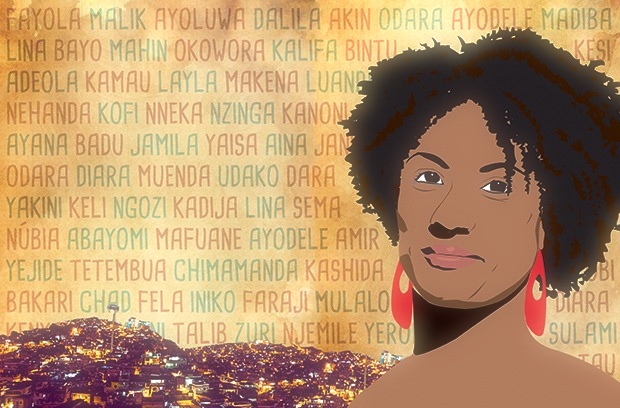 FAYOLA MALIK AYOLUWA DALILA AKIN ODARA AYODELE MADIBA
LINA BAYO MAHIN OKOWORA KALIFA BINTU KESI
ADEOLA KAMAU LAYLA MAKENA
NEHANDA KOFI NNEKA NZINGA
AYANA BADU JAMILA YAISA AINA
ODARA DIARA MUENDA UDAKO DARA
YAKINI KELI NGOZI KADIJA LINA SEMA
NÚBIA ABAYOMI MAFUANE AYODELE AMIR
YEJIDE TETEMBUA CHIMAMANDA KASHIDA
BAKARI CHAD FELA INIKO FARAJI MULALO DIARA
TALIB ZURI NJEMILE SULAMI
TAU